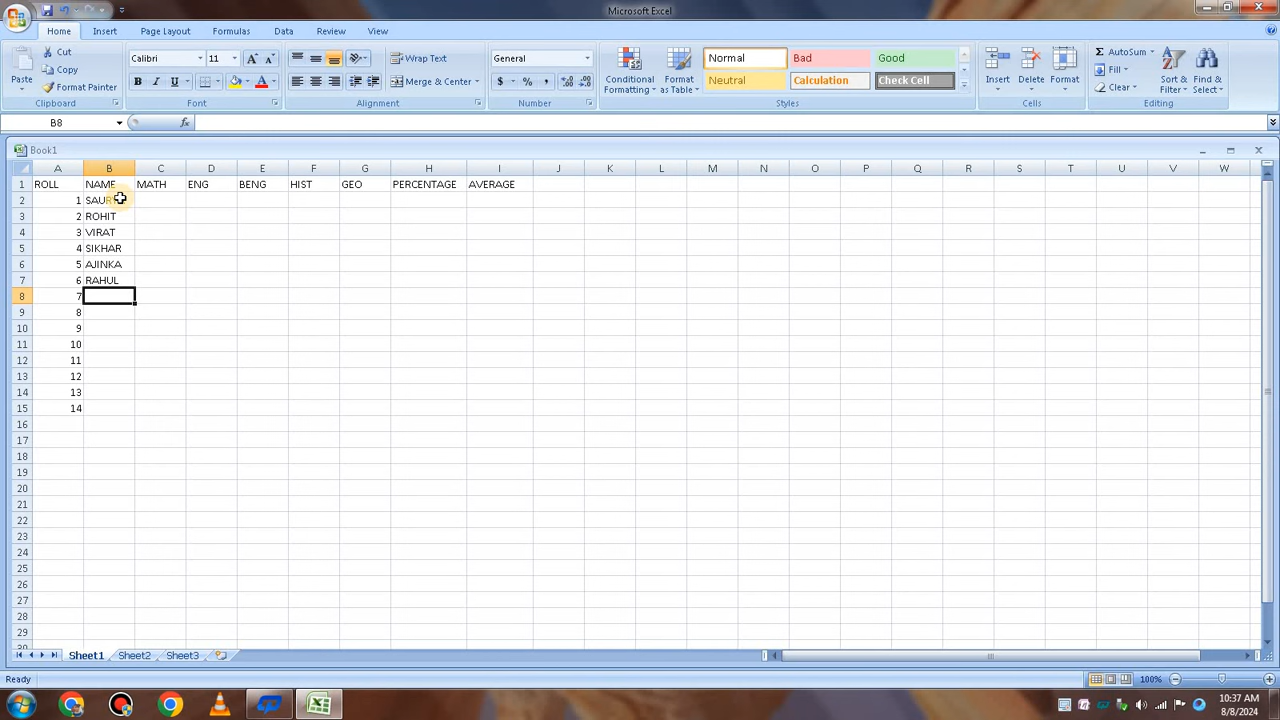 Microsoft Excel
Home Insert Page Layout Formulas Data Review View
Paste Cut Copy Format Painter Clipboard
Calibri 11 B I U A Font
Wrap Text Merge & Center Alignment
General $ % , Number
Conditional Formatting Format as Table Normal Bad Good Neutral Calculation Check Cell Styles
Insert Delete Format Cells
AutoSum Fill Clear Sort & Filter Find & Select Editing
B8 fx
Book1
A B C D E F G H I J K L M N O P Q R S T U V W
1 ROLL NAME MATH ENG BENG HIST GEO PERCENTAGE AVERAGE
2 1
3 2 ROHIT
4 3 VIRAT
5 4 SIKHAR
6 5 AJINKA
7 6 RAHUL
8 7
9 8
10 9
11 10
12 11
13 12
14 13
15 14
16
17
18
19
20
21
22
23
24
25
26
27
28
29
Sheet1 Sheet2 Sheet3
Ready 100%
10:37 AM
8/8/2024